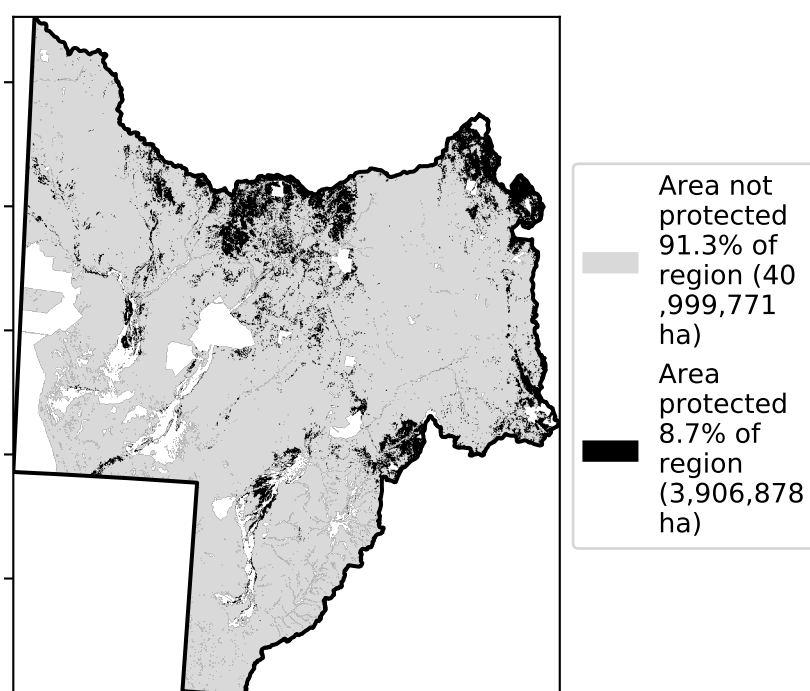 Area not
protected
91.3% of
region (40
,999,771
ha)
Area
protected
8.7% of
region
(3,906,878
ha)